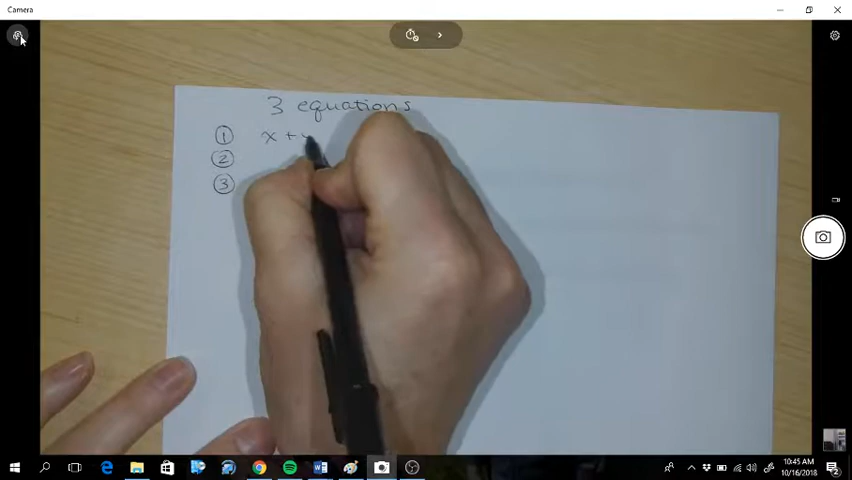 Camera
3 equations
① x +
②
③
10:45 AM
10/16/2018